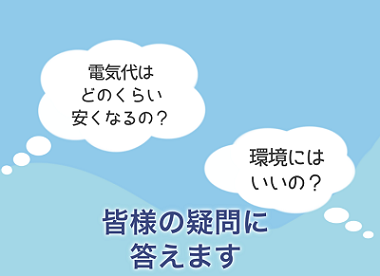 電気代は
どのくらい
安くなるの？
環境には
いいの？
皆様の疑問に
答えます